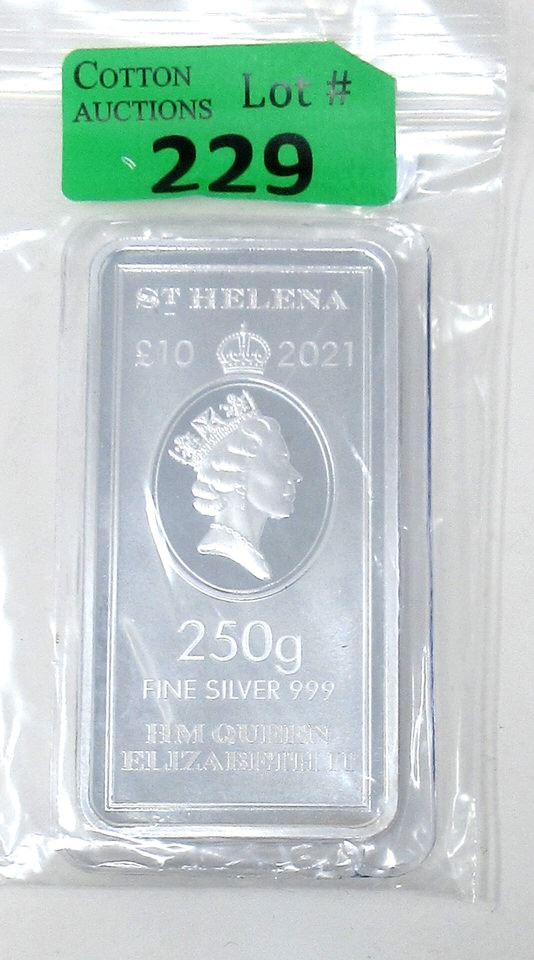 COTTON
AUCTIONS
Lot #
229
ST HELENA
£10 2021
250g
FINE SILVER 999
HM QUEEN
ELIZABETH II